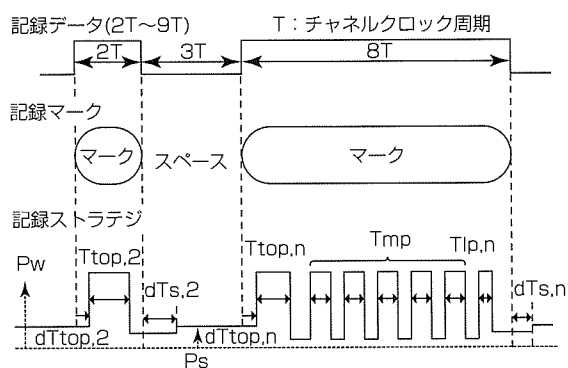 記録データ(2T〜9T)
T：チャネルクロック周期
2T
3T
8T
記録マーク
マーク
スペース
マーク
記録ストラテジ
Pw
Ttop,2
dTs,2
dTtop,2
Ps
Ttop,n
Tmp
Tlp,n
dTs,n
dTtop,n